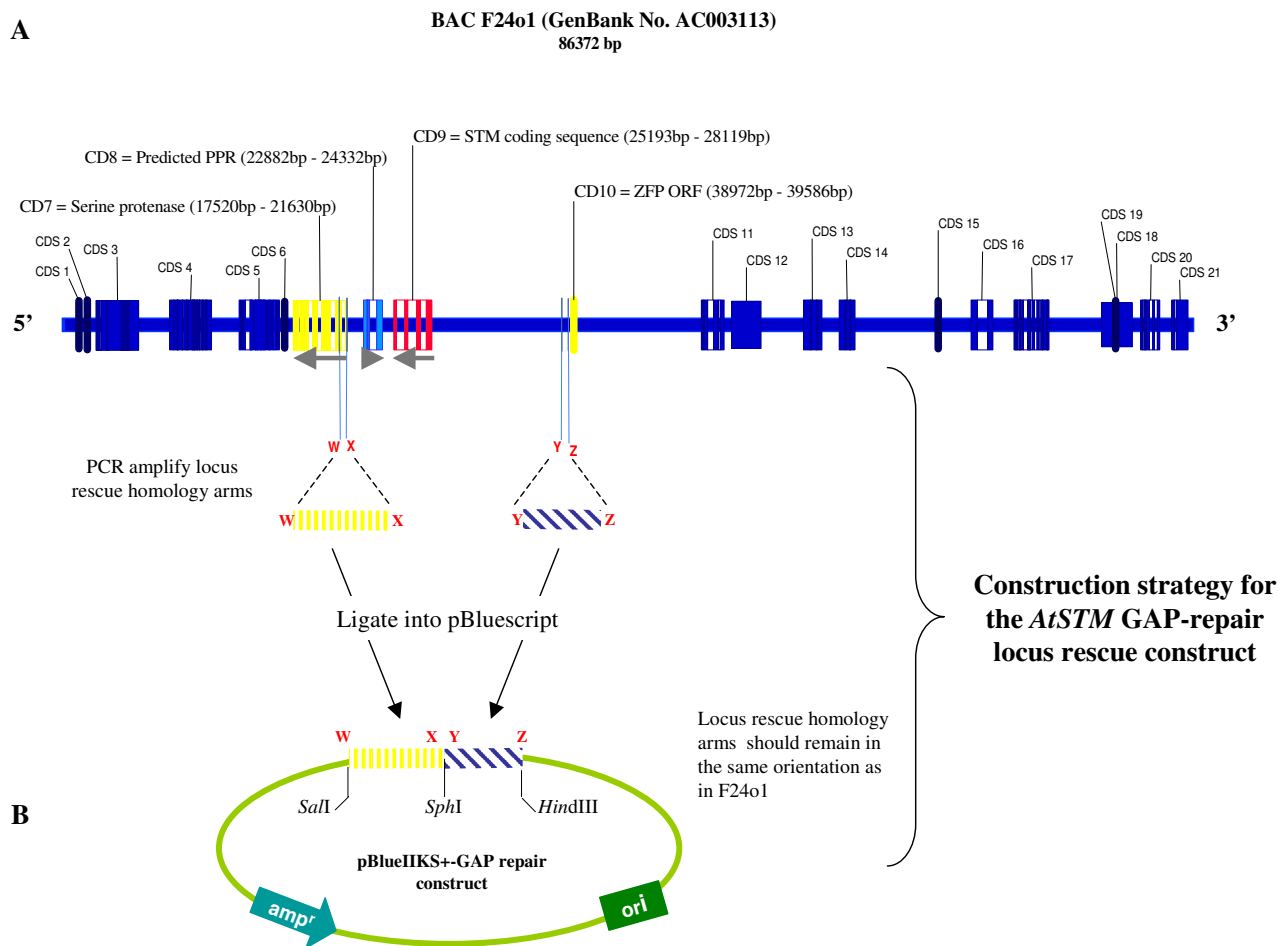 A
BAC F24o1 (GenBank No. AC003113)
86372 bp
CD9 = STM coding sequence (25193bp - 28119bp)
CD8 = Predicted PPR (22882bp - 24332bp)
CD10 = ZFP ORF (38972bp - 39586bp)
CD7 = Serine protenase (17520bp - 21630bp)
CDS 1
CDS 2
CDS 3
CDS 4
CDS 5
CDS 6
CDS 11
CDS 12
CDS 13
CDS 14
CDS 15
CDS 16
CDS 17
CDS 19
CDS 18
CDS 20
CDS 21
5’
3’
W X
Y Z
PCR amplify locus
rescue homology arms
W X
Y Z
Ligate into pBluescript
Construction strategy for
the AtSTM GAP-repair
locus rescue construct
Locus rescue homology
arms should remain in
the same orientation as
in F24o1
W X Y Z
SalI SphI HindIII
B
pBlueIIKS+-GAP repair
construct
ampr
ori